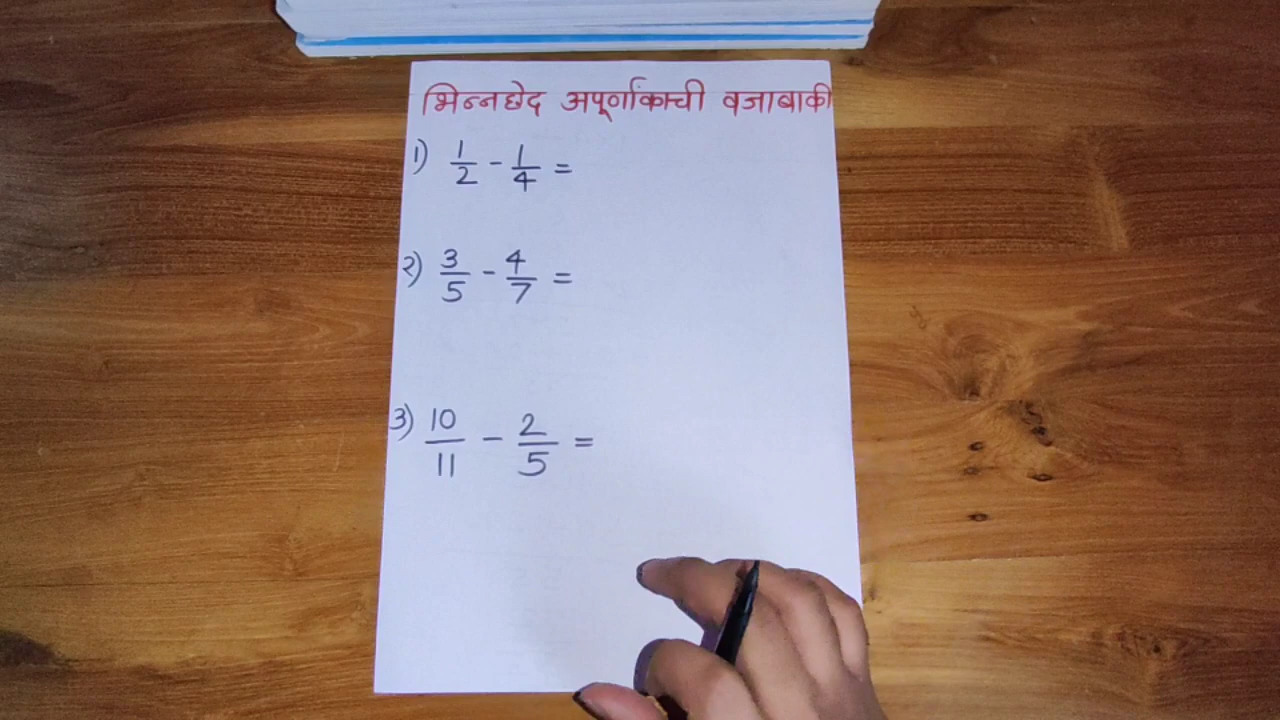 भिन्नछेद अपूर्णांकाची वजाबाकी
1) 1/2 - 1/4 =
२) 3/5 - 4/7 =
3) 10/11 - 2/5 =